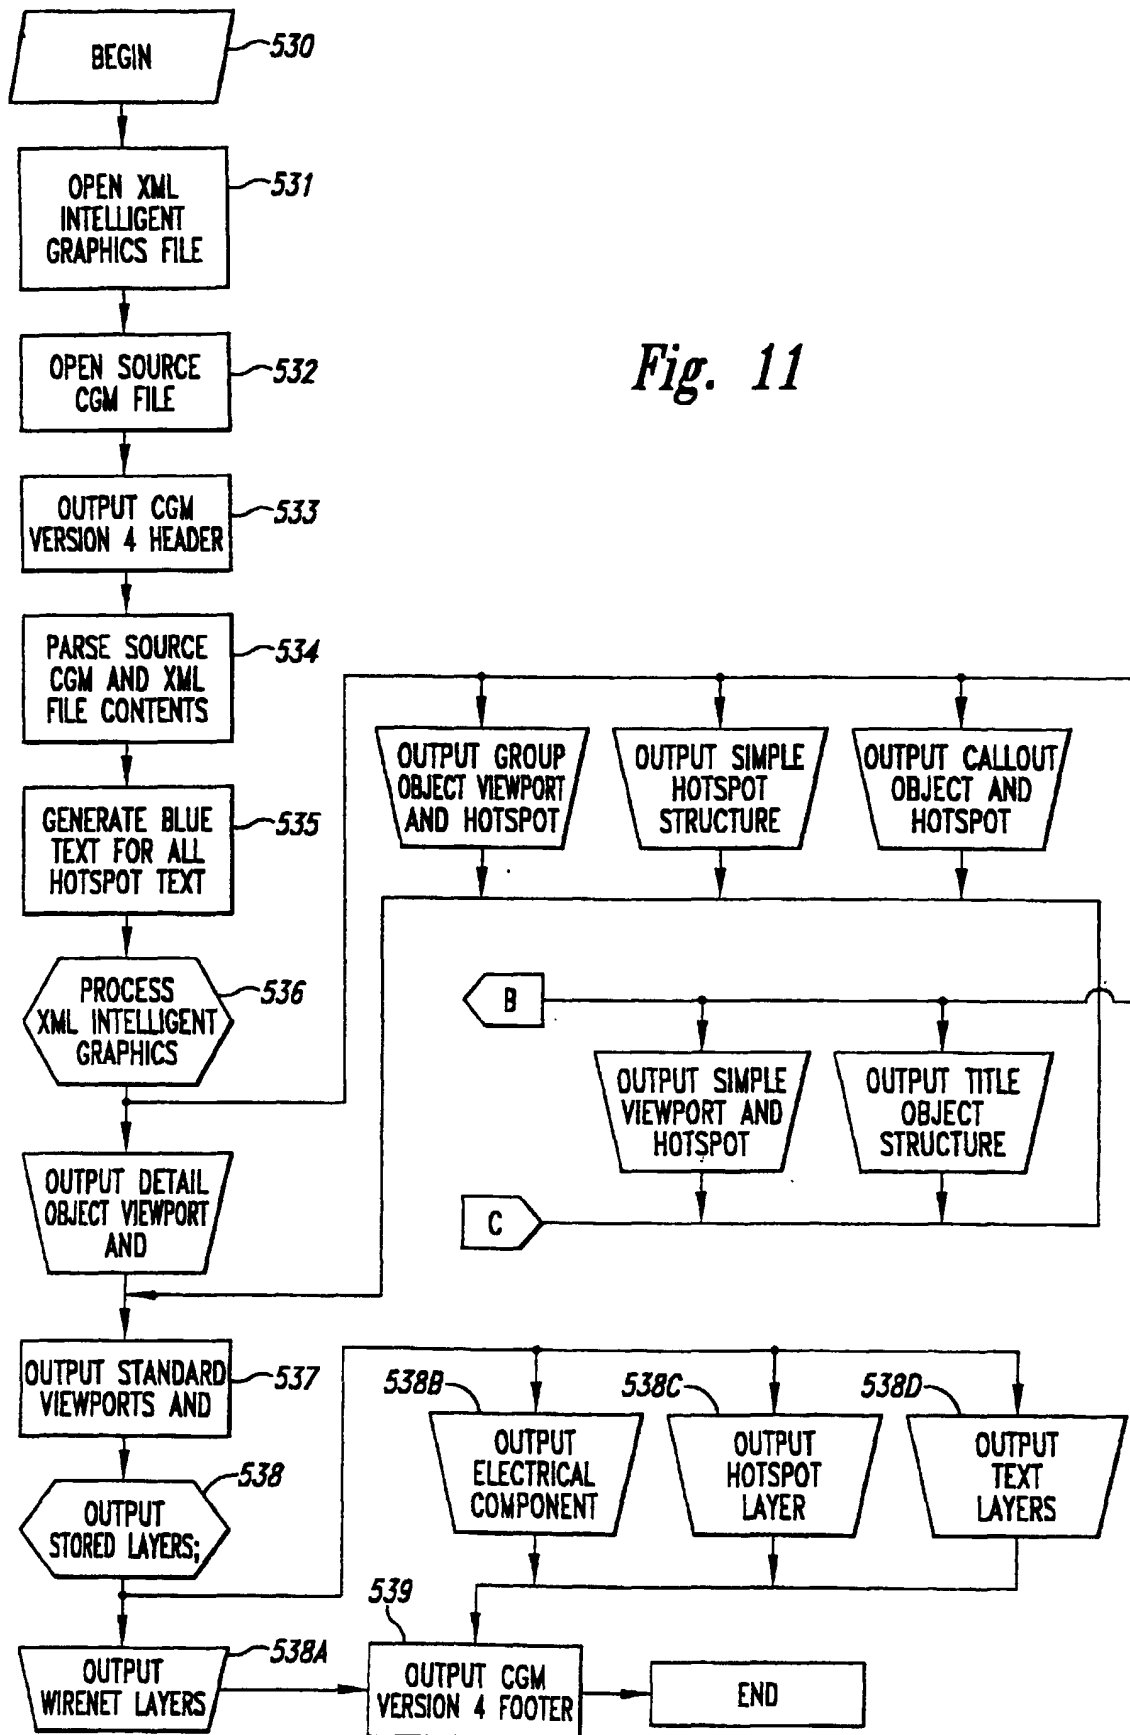 BEGIN
530
OPEN XML
INTELLIGENT
GRAPHICS FILE
531
OPEN SOURCE
CGM FILE
532
Fig. 11
OUTPUT CGM
VERSION 4 HEADER
533
PARSE SOURCE
CGM AND XML
FILE CONTENTS
534
GENERATE BLUE
TEXT FOR ALL
HOTSPOT TEXT
535
PROCESS
XML INTELLIGENT
GRAPHICS
536
OUTPUT GROUP
OBJECT VIEWPORT
AND HOTSPOT
OUTPUT SIMPLE
HOTSPOT
STRUCTURE
OUTPUT CALLOUT
OBJECT AND
HOTSPOT
B
OUTPUT SIMPLE
VIEWPORT AND
HOTSPOT
OUTPUT TITLE
OBJECT
STRUCTURE
C
OUTPUT DETAIL
OBJECT VIEWPORT
AND
OUTPUT STANDARD
VIEWPORTS AND
537
OUTPUT
STORED LAYERS;
538
538B
OUTPUT
ELECTRICAL
COMPONENT
538C
OUTPUT
HOTSPOT
LAYER
538D
OUTPUT
TEXT
LAYERS
OUTPUT
WIRENET LAYERS
538A
539
OUTPUT CGM
VERSION 4 FOOTER
END